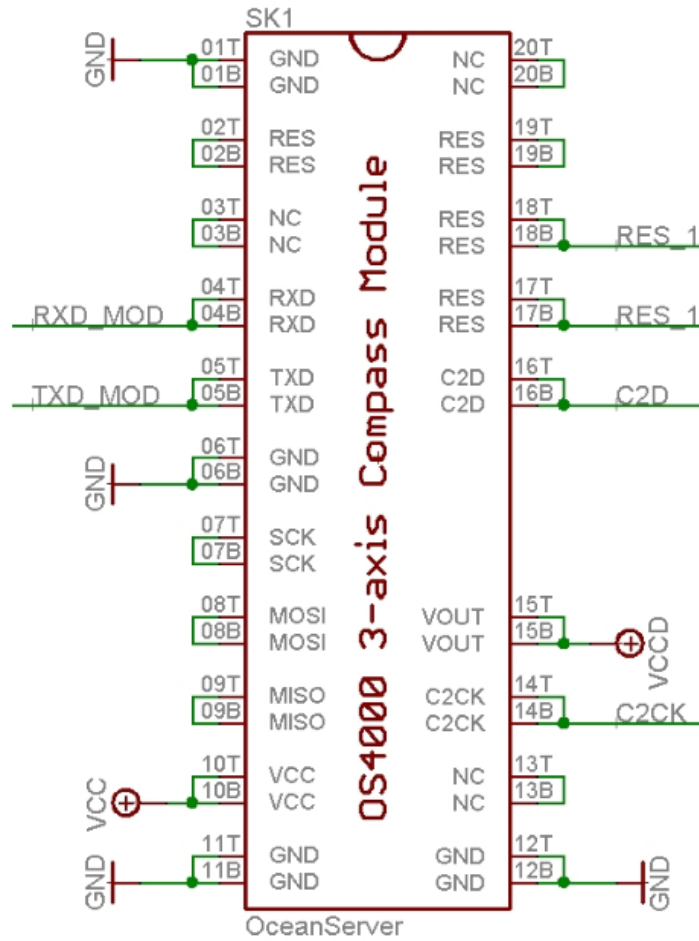 SK1
GND
01T GND NC 20T
01B GND NC 20B
02T RES RES 19T
02B RES RES 19B
03T NC RES 18T
03B NC RES 18B RES_1
04T RXD RES 17T
RXD_MOD 04B RXD RES 17B RES_1
05T TXD C2D 16T
TXD_MOD 05B TXD C2D 16B C2D
06T GND
GND 06B GND
07T SCK
07B SCK
08T MOSI VOUT 15T
08B MOSI VOUT 15B VCCD
09T MISO C2CK 14T
09B MISO C2CK 14B C2CK
10T VCC NC 13T
VCC 10B VCC NC 13B
11T GND GND 12T
GND 11B GND GND 12B GND
OS4000 3-axis Compass Module
OceanServer